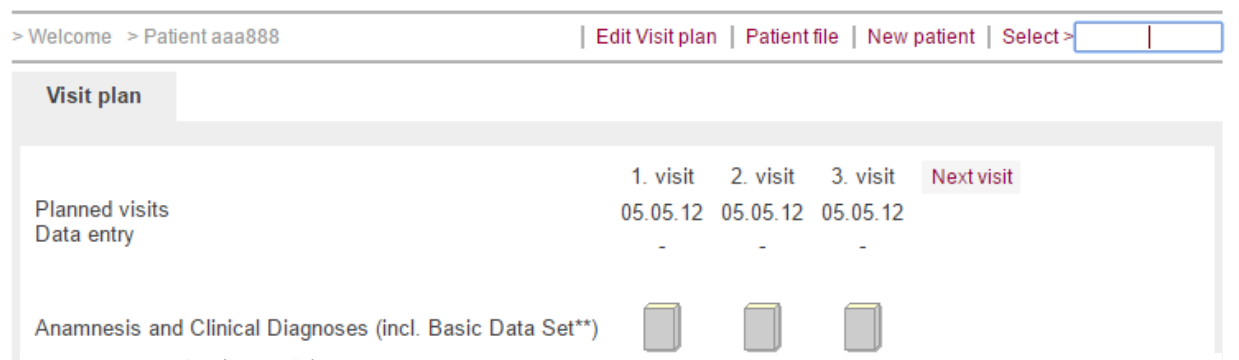 > Welcome > Patient aaa888 | Edit Visit plan | Patient file | New patient | Select >
Visit plan
1. visit 2. visit 3. visit Next visit
Planned visits 05.05.12 05.05.12 05.05.12
Data entry - - -
Anamnesis and Clinical Diagnoses (incl. Basic Data Set**)